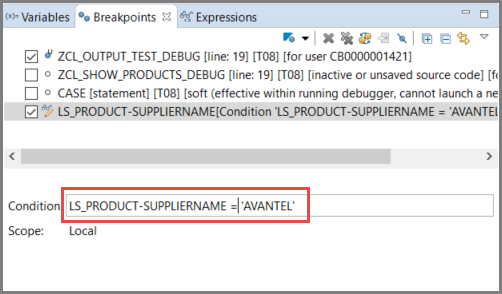 (x)= Variables Breakpoints Expressions
ZCL_OUTPUT_TEST_DEBUG [line: 19] [T08] [for user CB0000001421]
ZCL_SHOW_PRODUCTS_DEBUG [line: 19] [T08] [inactive or unsaved source code] [fo
CASE [statement] [T08] [soft (effective within running debugger, cannot launch a ne
LS_PRODUCT-SUPPLIERNAME[Condition 'LS_PRODUCT-SUPPLIERNAME = 'AVANTEL
Condition: LS_PRODUCT-SUPPLIERNAME = 'AVANTEL'
Scope: Local